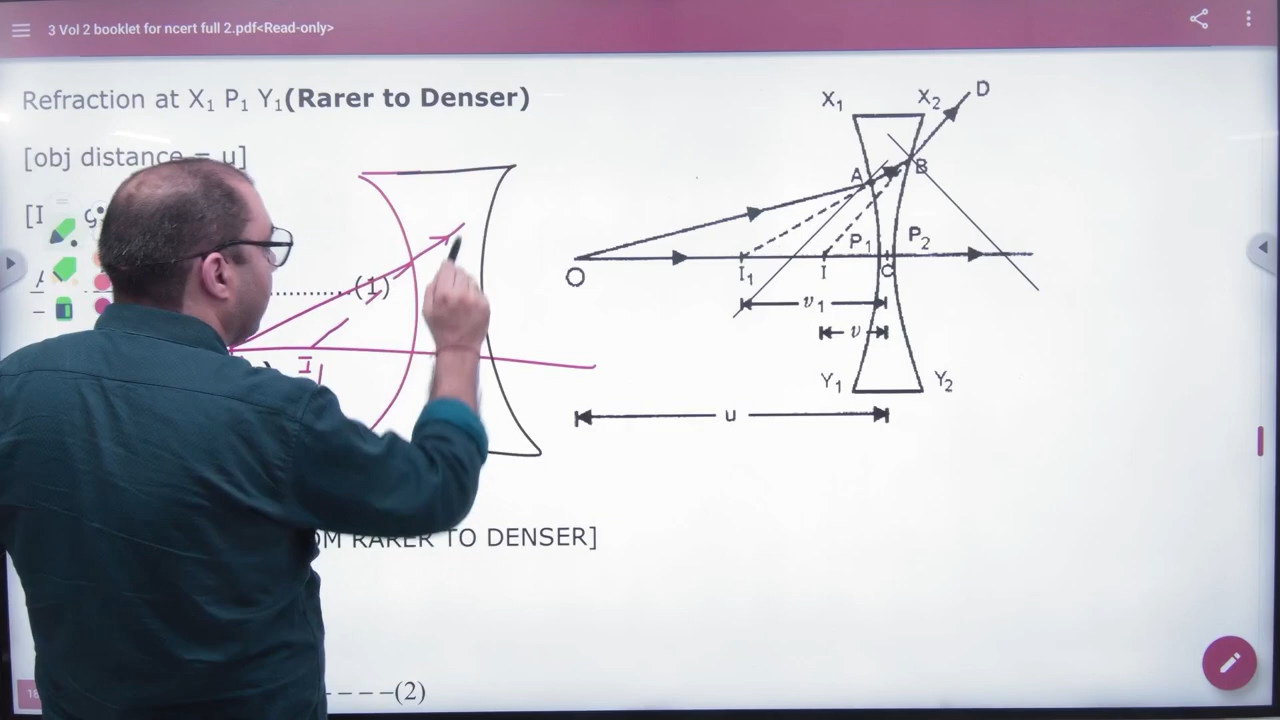 3 Vol 2 booklet for ncert full 2.pdf<Read-only>
Refraction at X₁ P₁ Y₁(Rarer to Denser)
[obj distance = u]
[I
............(1)
I₁
OM RARER TO DENSER]
----(2)
X₁ X₂ D
A B
P₁ P₂
O I₁ I C
v₁
v
Y₁ Y₂
u